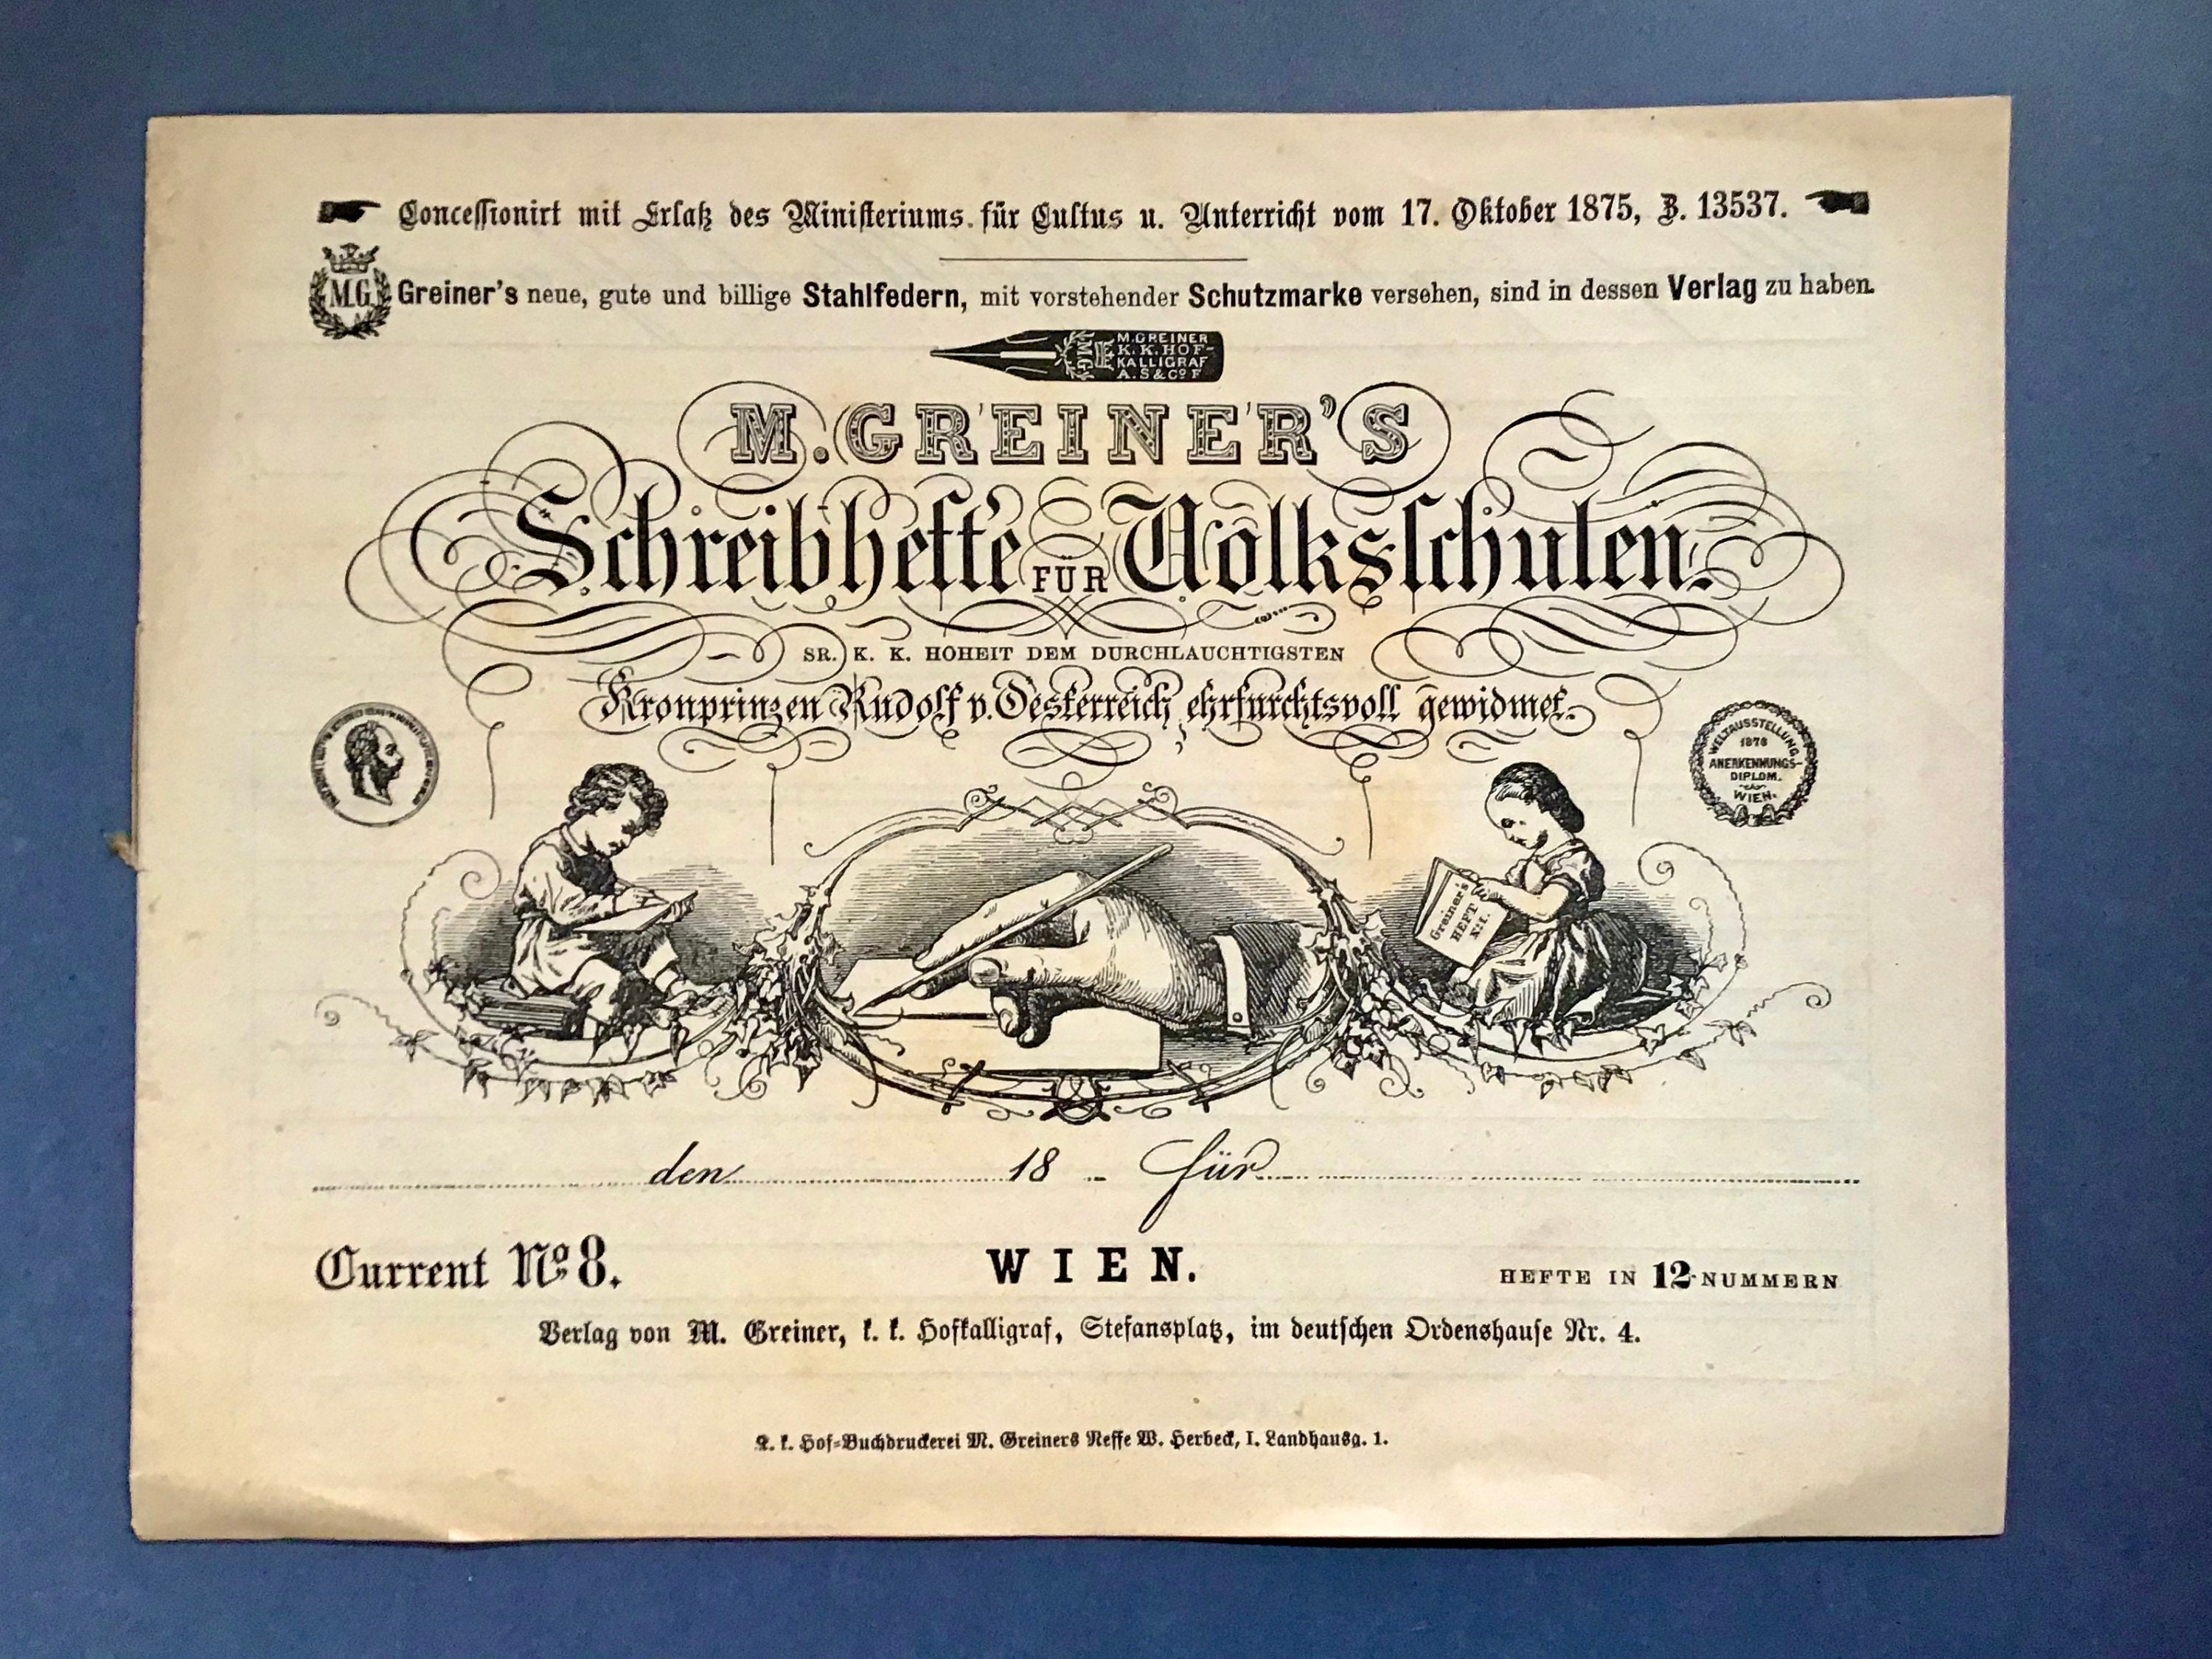 Concessionirt mit Erlaß des Ministeriums für Cultus u. Unterricht vom 17. Oktober 1875, Z. 13537.
M.G. Greiner's neue, gute und billige Stahlfedern, mit vorstehender Schutzmarke versehen, sind in dessen Verlag zu haben.
M.G.
M. GREINER
K. K. HOF-
KALLIGRAF
A. S & Co F
M. GREINER'S
Schreibhefte FÜR Volksschulen.
SR. K. K. HOHEIT DEM DURCHLAUCHTIGSTEN
Kronprinzen Rudolf v. Oesterreich ehrfurchtsvoll gewidmet.
WELTAUSSTELLUNG
1873
ANERKENNUNGS-
DIPLOM.
WIEN.
Greiner's
HEFT
No. 1.
den 18 für
Current No 8. WIEN. HEFTE IN 12 NUMMERN
Verlag von M. Greiner, k. k. Hofkalligraf, Stefansplatz, im deutschen Ordenshause Nr. 4.
K. k. Hof-Buchdruckerei M. Greiners Neffe W. Herbeck, I. Landhausg. 1.